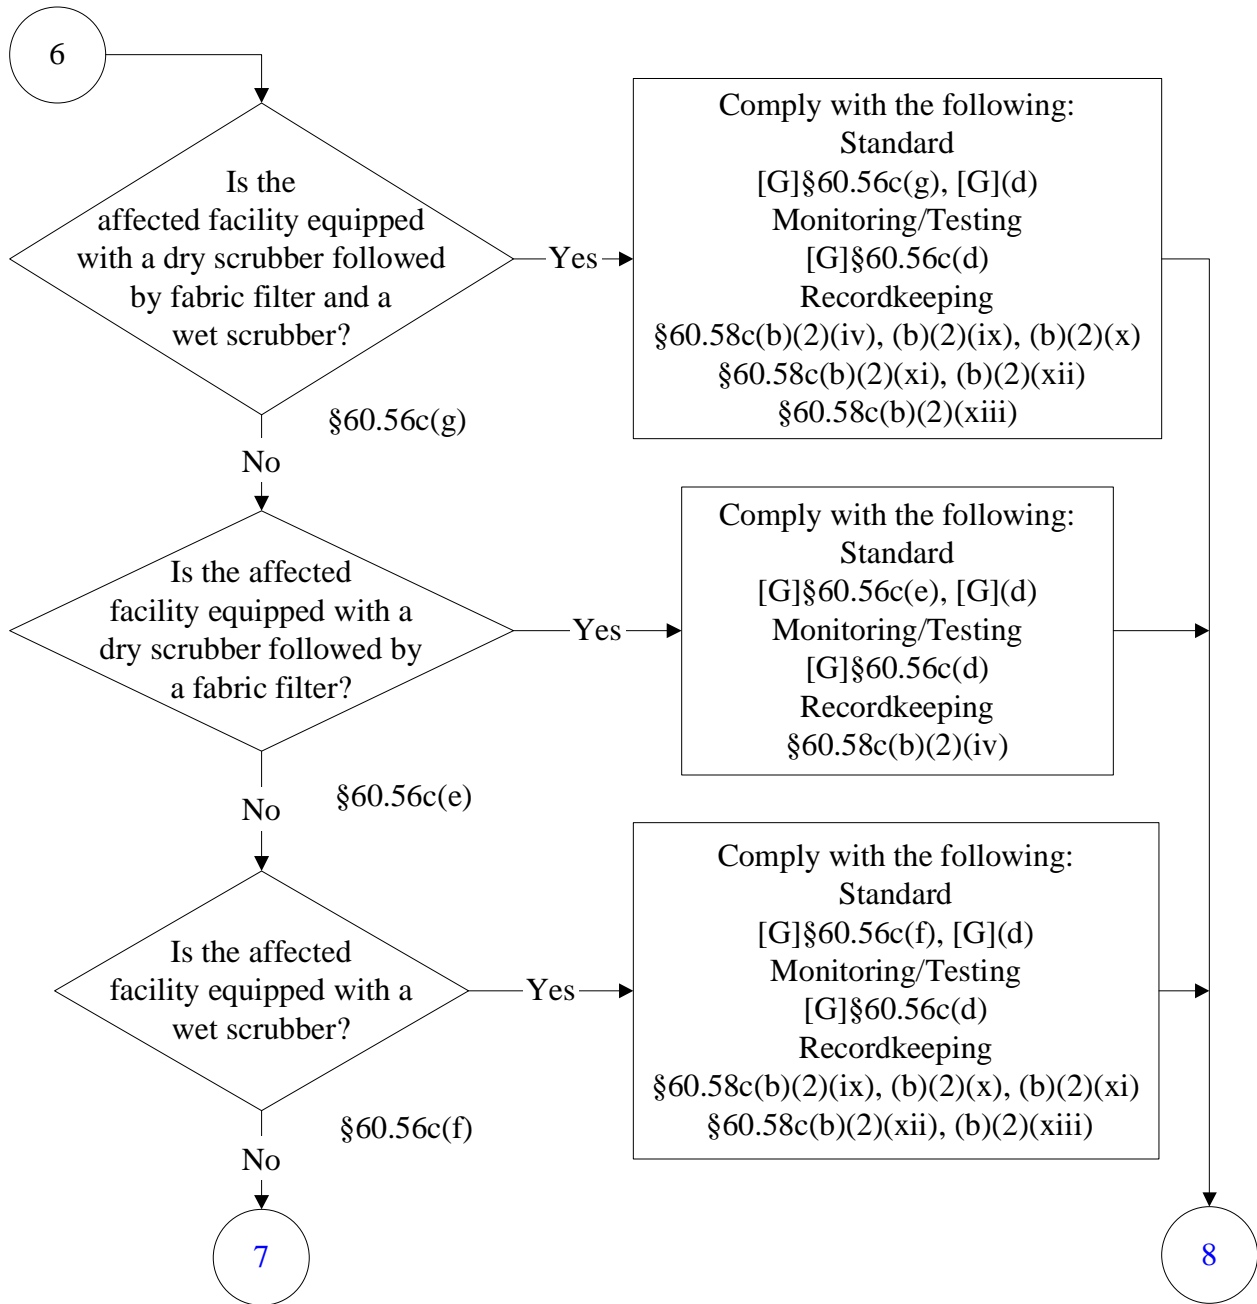 6
Is the
affected facility equipped
with a dry scrubber followed
by fabric filter and a
wet scrubber?
Yes
Comply with the following:
Standard
[G]§60.56c(g), [G](d)
Monitoring/Testing
[G]§60.56c(d)
Recordkeeping
§60.58c(b)(2)(iv), (b)(2)(ix), (b)(2)(x)
§60.58c(b)(2)(xi), (b)(2)(xii)
§60.58c(b)(2)(xiii)
§60.56c(g)
No
Is the affected
facility equipped with a
dry scrubber followed by
a fabric filter?
Yes
Comply with the following:
Standard
[G]§60.56c(e), [G](d)
Monitoring/Testing
[G]§60.56c(d)
Recordkeeping
§60.58c(b)(2)(iv)
§60.56c(e)
No
Is the affected
facility equipped with a
wet scrubber?
Yes
Comply with the following:
Standard
[G]§60.56c(f), [G](d)
Monitoring/Testing
[G]§60.56c(d)
Recordkeeping
§60.58c(b)(2)(ix), (b)(2)(x), (b)(2)(xi)
§60.58c(b)(2)(xii), (b)(2)(xiii)
§60.56c(f)
No
7
8